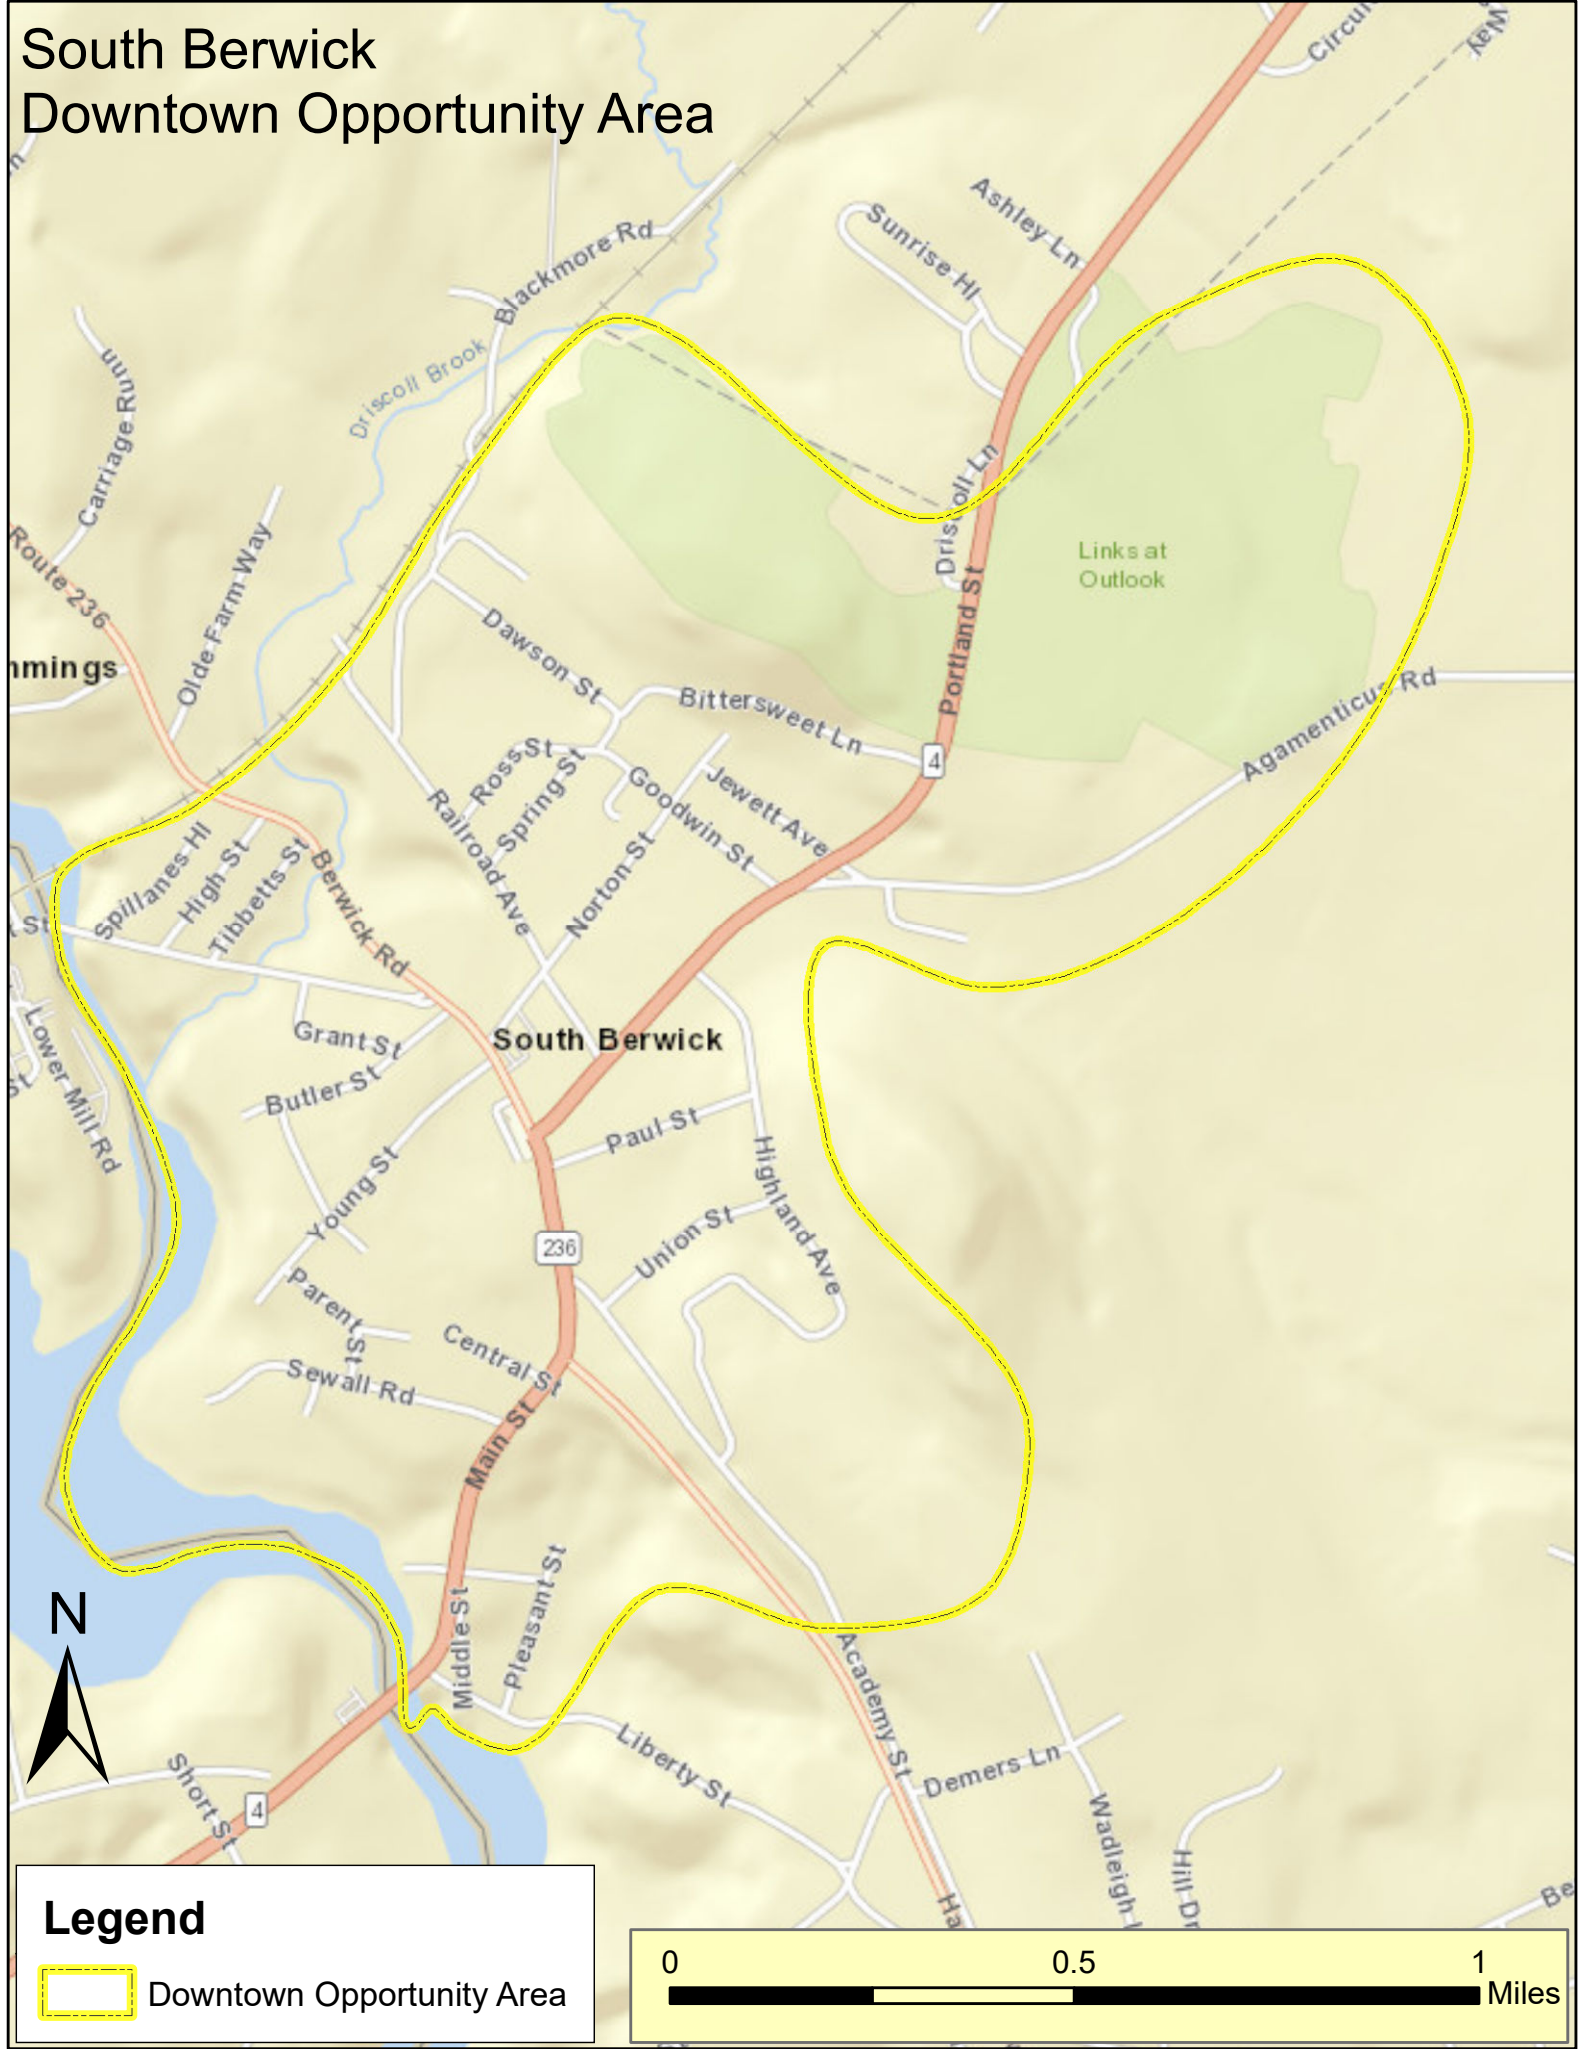 South Berwick
Downtown Opportunity Area
Way
Ashley Ln
Sunrise Hl
Blackmore Rd
Driscoll Brook
Carriage Run
Route 236
Olde Farm Way
Driscoll Ln
Links at
Outlook
Portland St
Dawson St
Bittersweet Ln
Agamenticus Rd
4
Ross St
Spring St
Goodwin St
Jewett Ave
Railroad Ave
Norton St
Spillanes Hl
High St
Tibbetts St
Berwick Rd
St
Lower Mill Rd
Grant St
South Berwick
Butler St
Paul St
Young St
Highland Ave
Union St
236
Parent St
Central St
Sewall Rd
Main St
Pleasant St
Middle St
N
Academy St
Liberty St
Demers Ln
Short St
4
Wadleigh
Hill Dr
Legend
Downtown Opportunity Area
0 0.5 1
Miles